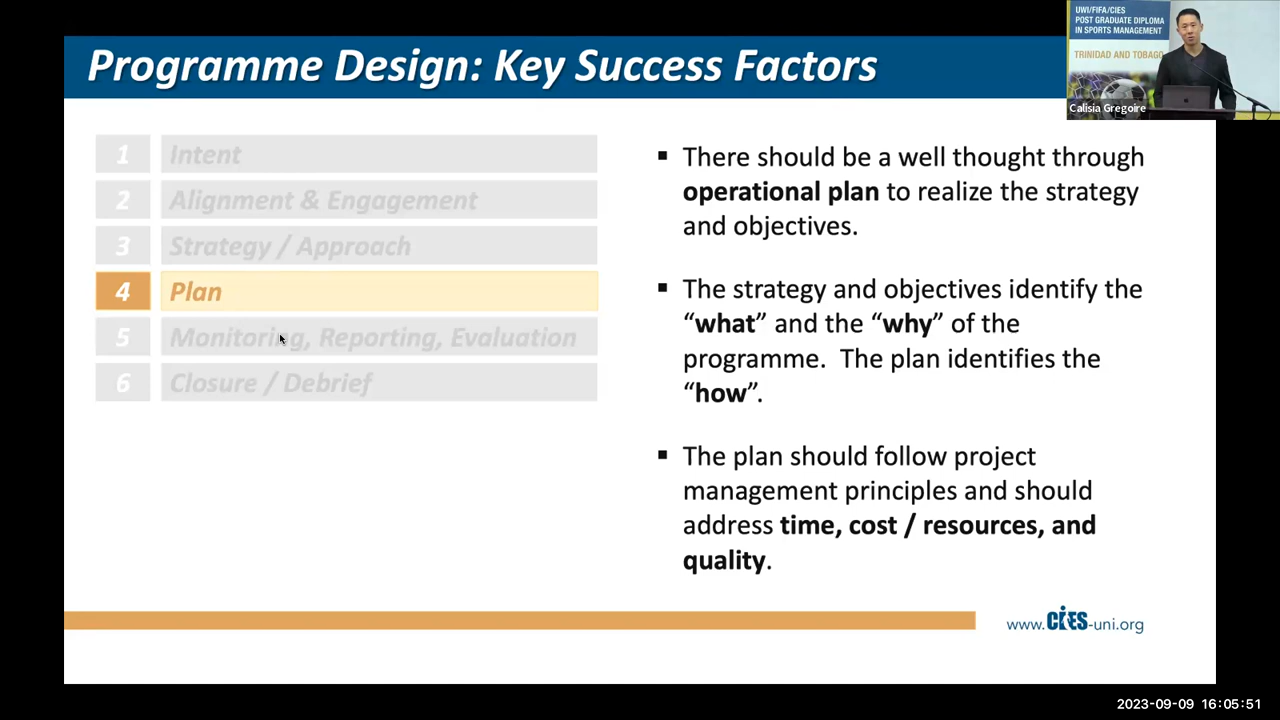 Programme Design: Key Success Factors
UWI/FIFA/CIES
POST GRADUATE DIPLOMA
IN SPORTS MANAGEMENT
TRINIDAD AND TOBAGO
Calisia Gregoire
1 Intent
2 Alignment & Engagement
3 Strategy / Approach
4 Plan
5 Monitoring, Reporting, Evaluation
6 Closure / Debrief
▪ There should be a well thought through
operational plan to realize the strategy
and objectives.
▪ The strategy and objectives identify the
“what” and the “why” of the
programme.  The plan identifies the
“how”.
▪ The plan should follow project
management principles and should
address time, cost / resources, and
quality.
www.CIES-uni.org
2023-09-09 16:05:51